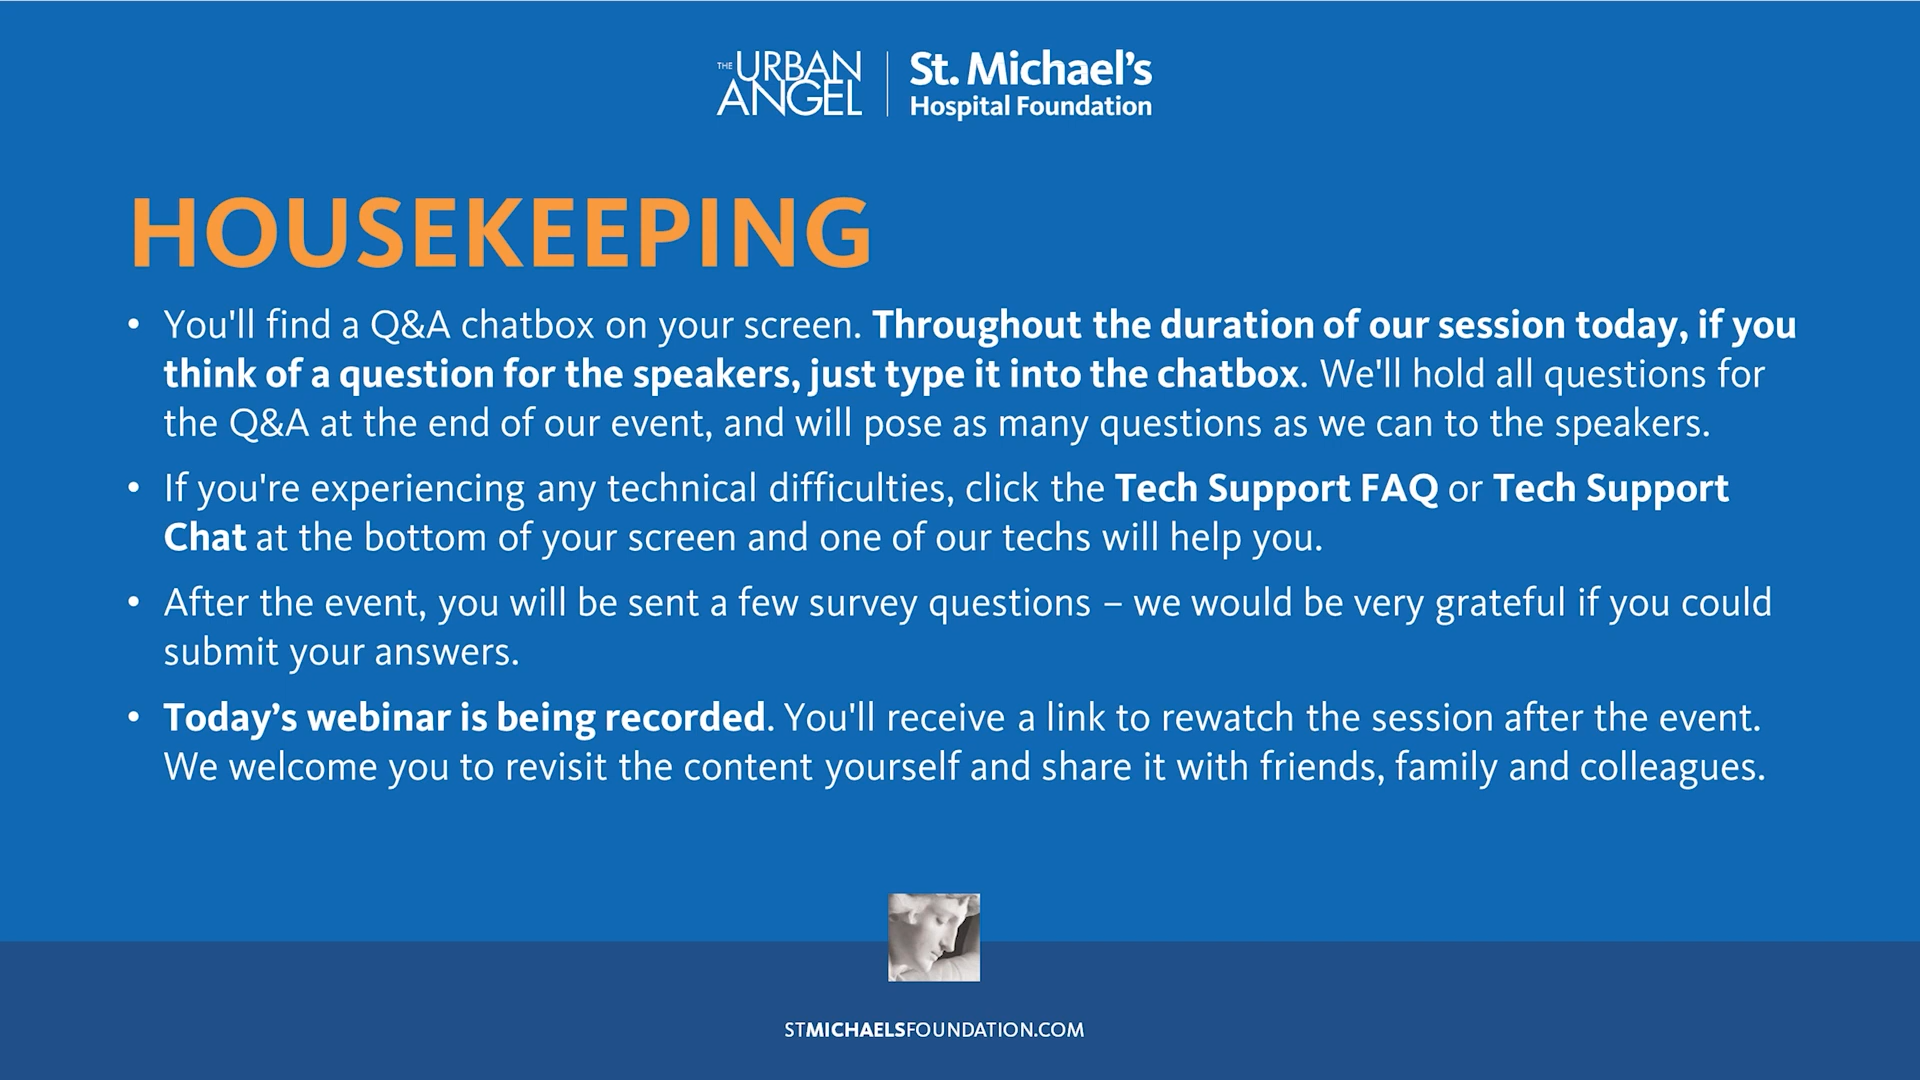 THE URBAN
ANGEL
St. Michael's
Hospital Foundation
HOUSEKEEPING
• You'll find a Q&A chatbox on your screen. Throughout the duration of our session today, if you
think of a question for the speakers, just type it into the chatbox. We'll hold all questions for
the Q&A at the end of our event, and will pose as many questions as we can to the speakers.
• If you're experiencing any technical difficulties, click the Tech Support FAQ or Tech Support
Chat at the bottom of your screen and one of our techs will help you.
• After the event, you will be sent a few survey questions – we would be very grateful if you could
submit your answers.
• Today’s webinar is being recorded. You'll receive a link to rewatch the session after the event.
We welcome you to revisit the content yourself and share it with friends, family and colleagues.
STMICHAELSFOUNDATION.COM